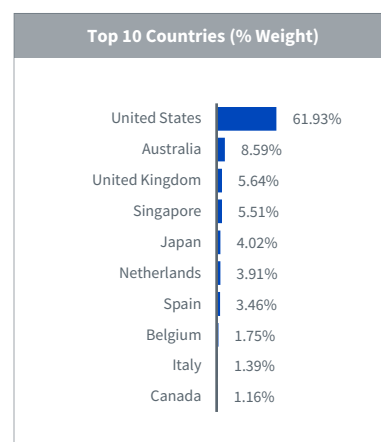 Top 10 Countries (% Weight)
United States 61.93%
Australia 8.59%
United Kingdom 5.64%
Singapore 5.51%
Japan 4.02%
Netherlands 3.91%
Spain 3.46%
Belgium 1.75%
Italy 1.39%
Canada 1.16%